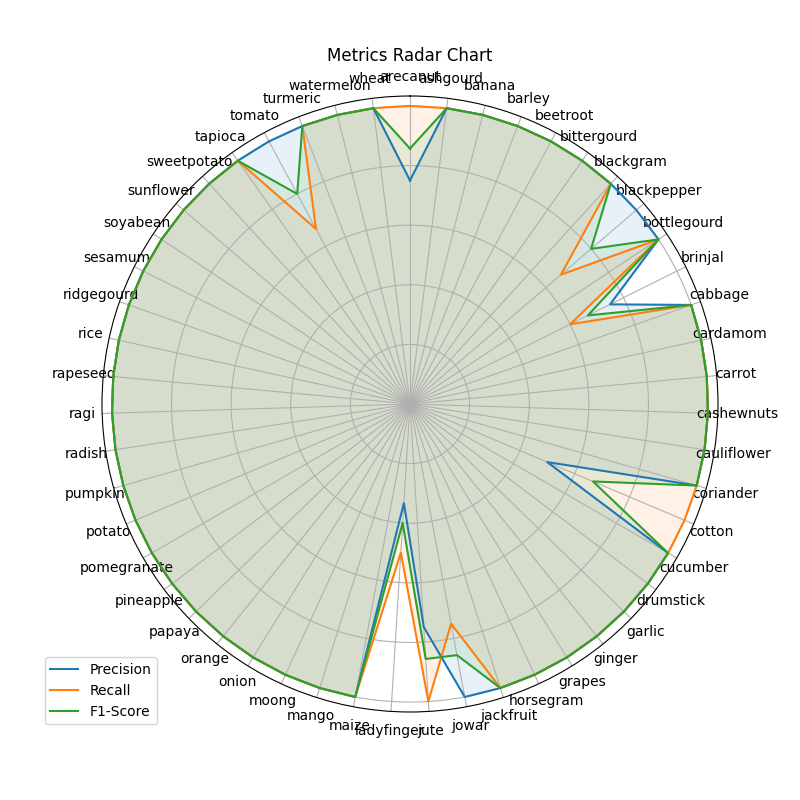 Metrics Radar Chart
arecanut
ashgourd
banana
barley
beetroot
bittergourd
blackgram
blackpepper
bottlegourd
brinjal
cabbage
cardamom
carrot
cashewnuts
cauliflower
coriander
cotton
cucumber
drumstick
garlic
ginger
grapes
horsegram
jackfruit
jowar
jute
ladyfinger
maize
mango
moong
onion
orange
papaya
pineapple
pomegranate
potato
pumpkin
radish
ragi
rapeseed
rice
ridgegourd
sesamum
soyabean
sunflower
sweetpotato
tapioca
tomato
turmeric
watermelon
wheat
Precision
Recall
F1-Score